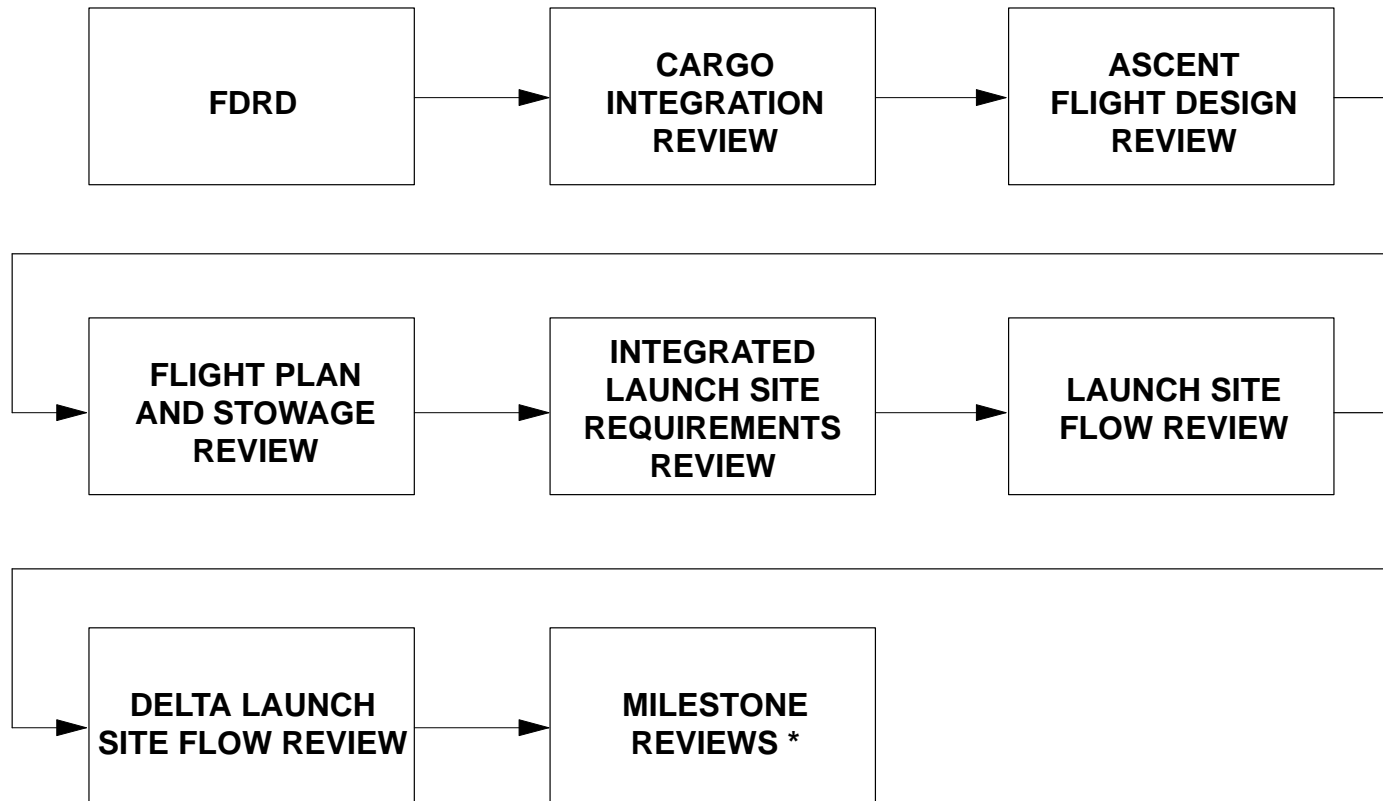 FDRD
CARGO
INTEGRATION
REVIEW
ASCENT
FLIGHT DESIGN
REVIEW
FLIGHT PLAN
AND STOWAGE
REVIEW
INTEGRATED
LAUNCH SITE
REQUIREMENTS
REVIEW
LAUNCH SITE
FLOW REVIEW
DELTA LAUNCH
SITE FLOW REVIEW
MILESTONE
REVIEWS *